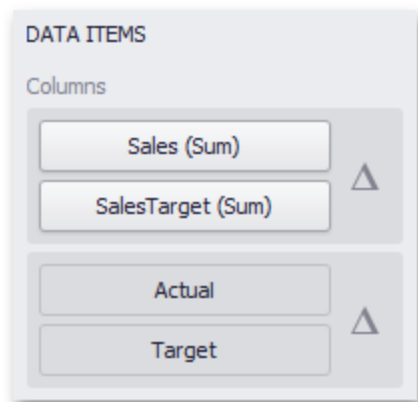 DATA ITEMS
Columns
Sales (Sum)
SalesTarget (Sum)
Δ
Actual
Target
Δ